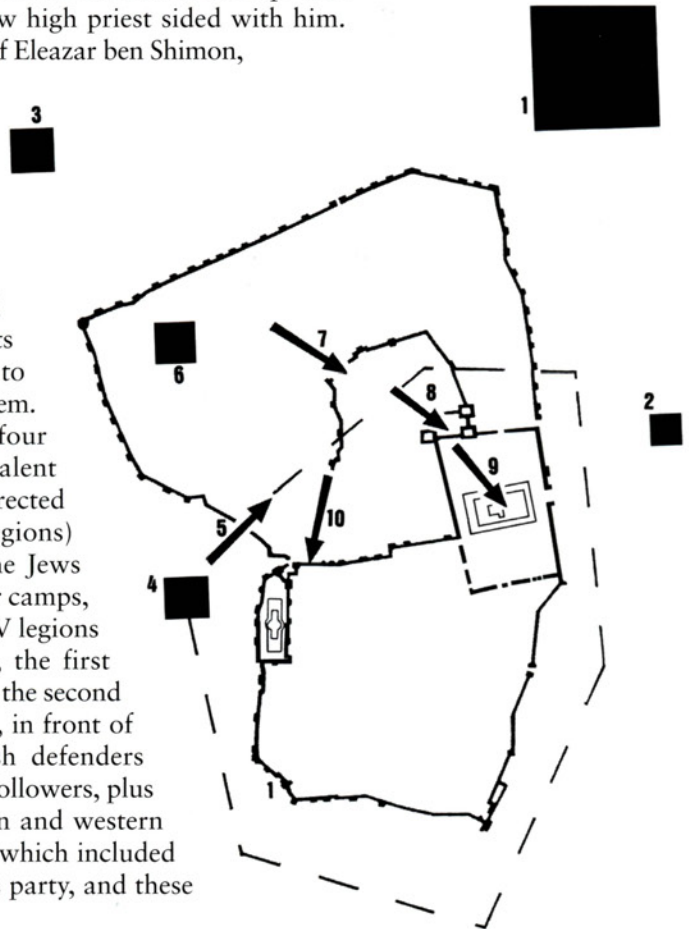 w high priest sided with him.
f Eleazar ben Shimon,
1
3
ts
to
em.
four
alent
rected
gions)
ne Jews
r camps,
V legions
, the first
the second
, in front of
sh defenders
ollowers, plus
n and western
which included
party, and these
7
6
8
2
9
10
5
4
1